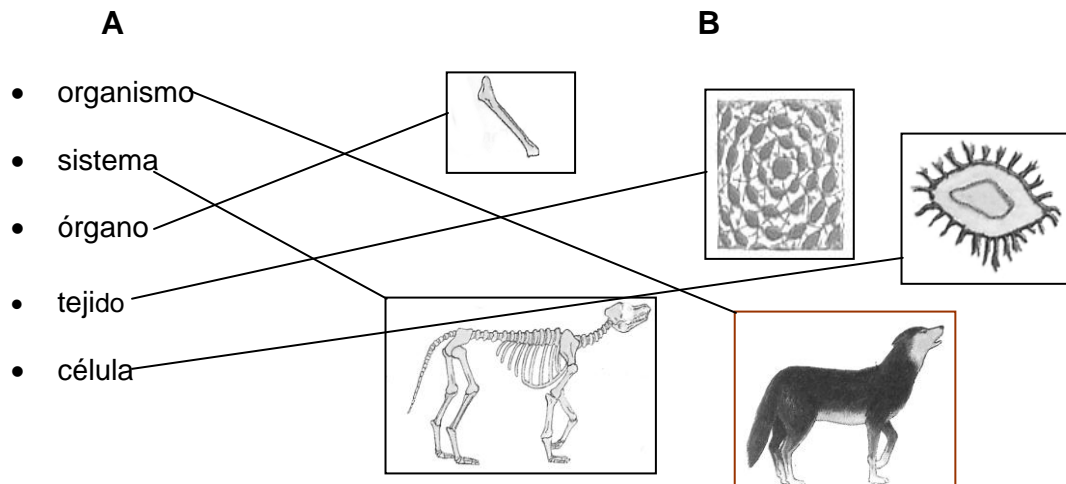 A B
• organismo
• sistema
• órgano
• tejido
• célula